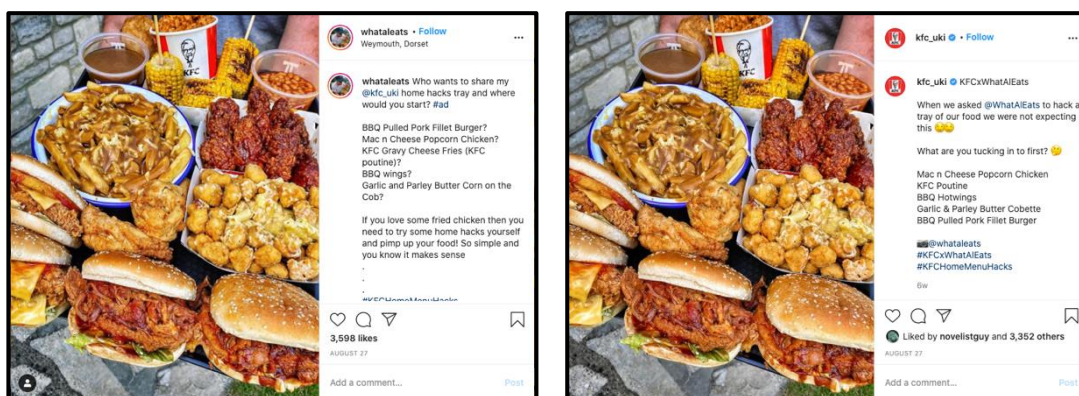 whataleats • Follow
Weymouth, Dorset
whataleats Who wants to share my
@kfc_uki home hacks tray and where
would you start? #ad
BBQ Pulled Pork Fillet Burger?
Mac n Cheese Popcorn Chicken?
KFC Gravy Cheese Fries (KFC
poutine)?
BBQ wings?
Garlic and Parley Butter Corn on the
Cob?
If you love some fried chicken then you
need to try some home hacks yourself
and pimp up your food! So simple and
you know it makes sense
.
.
.
#KFCHomeMenuHacks
3,598 likes
AUGUST 27
Add a comment...
Post
KFC
kfc_uki • Follow
kfc_uki KFCxWhatAlEats
When we asked @WhatAlEats to hack a
tray of our food we were not expecting
this 😄😄
What are you tucking in to first? 🤔
Mac n Cheese Popcorn Chicken
KFC Poutine
BBQ Hotwings
Garlic & Parley Butter Cobette
BBQ Pulled Pork Fillet Burger
📷@whataleats
#KFCxWhatAlEats
#KFCHomeMenuHacks
6w
Liked by novelistguy and 3,352 others
AUGUST 27
Add a comment...
Post
KFC